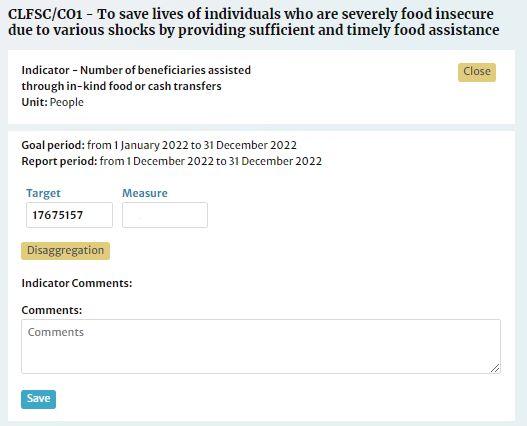 CLFSC/CO1 - To save lives of individuals who are severely food insecure
due to various shocks by providing sufficient and timely food assistance
Indicator - Number of beneficiaries assisted
through in-kind food or cash transfers
Close
Unit: People
Goal period: from 1 January 2022 to 31 December 2022
Report period: from 1 December 2022 to 31 December 2022
Target Measure
17675157
Disaggregation
Indicator Comments:
Comments:
Comments
Save